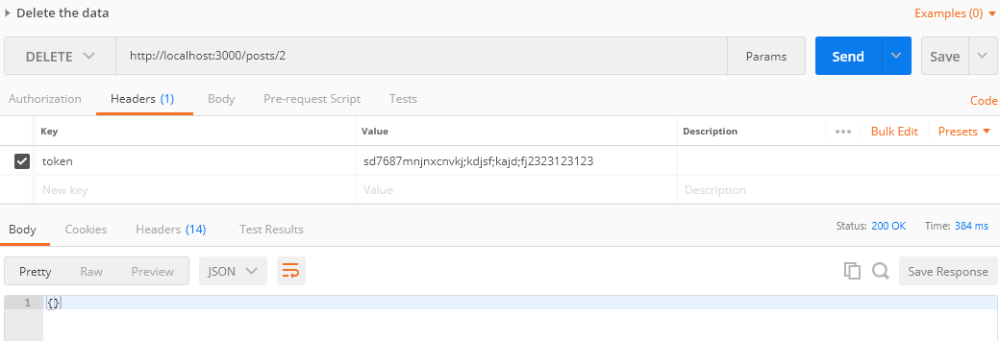 Delete the data Examples (0)
DELETE http://localhost:3000/posts/2 Params Send Save
Authorization Headers (1) Body Pre-request Script Tests Code
Key Value Description ••• Bulk Edit Presets
token sd7687mnjnxcnvkj;kdjsf;kajd;fj2323123123
New key Value Description
Body Cookies Headers (14) Test Results Status: 200 OK Time: 384 ms
Pretty Raw Preview JSON Save Response
1 {}